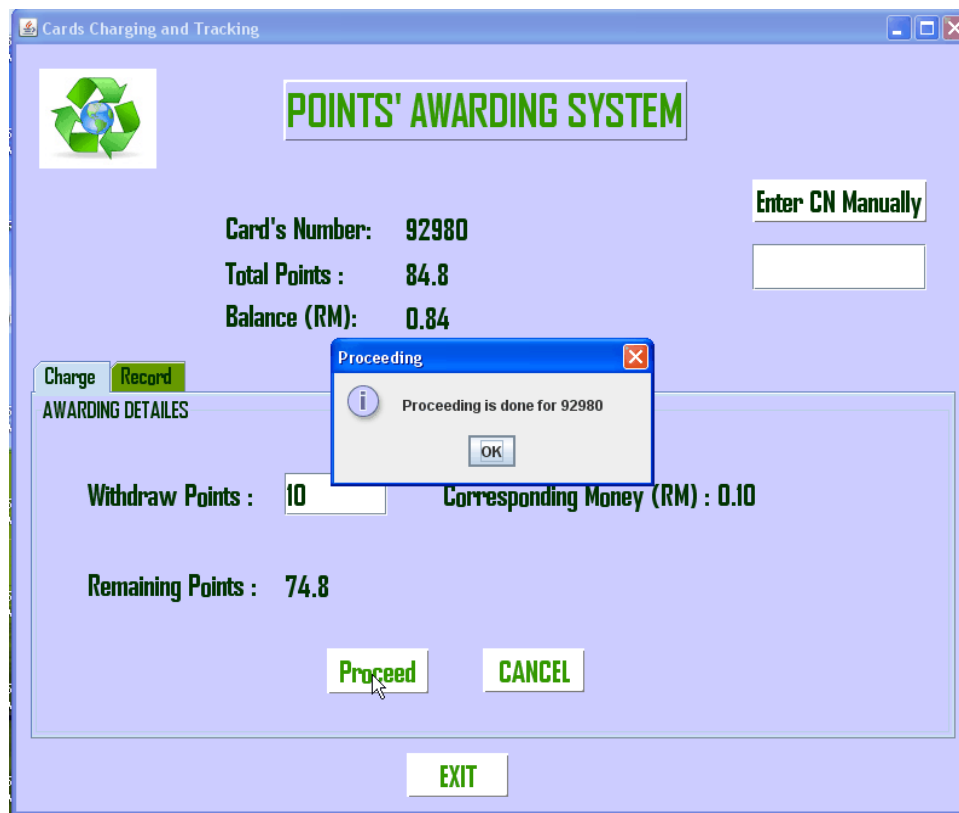 Cards Charging and Tracking
POINTS' AWARDING SYSTEM
Enter CN Manually
Card's Number: 92980
Total Points : 84.8
Balance (RM): 0.84
Proceeding
Proceeding is done for 92980
OK
Charge Record
AWARDING DETAILES
Withdraw Points : 10 Corresponding Money (RM) : 0.10
Remaining Points : 74.8
Proceed CANCEL
EXIT